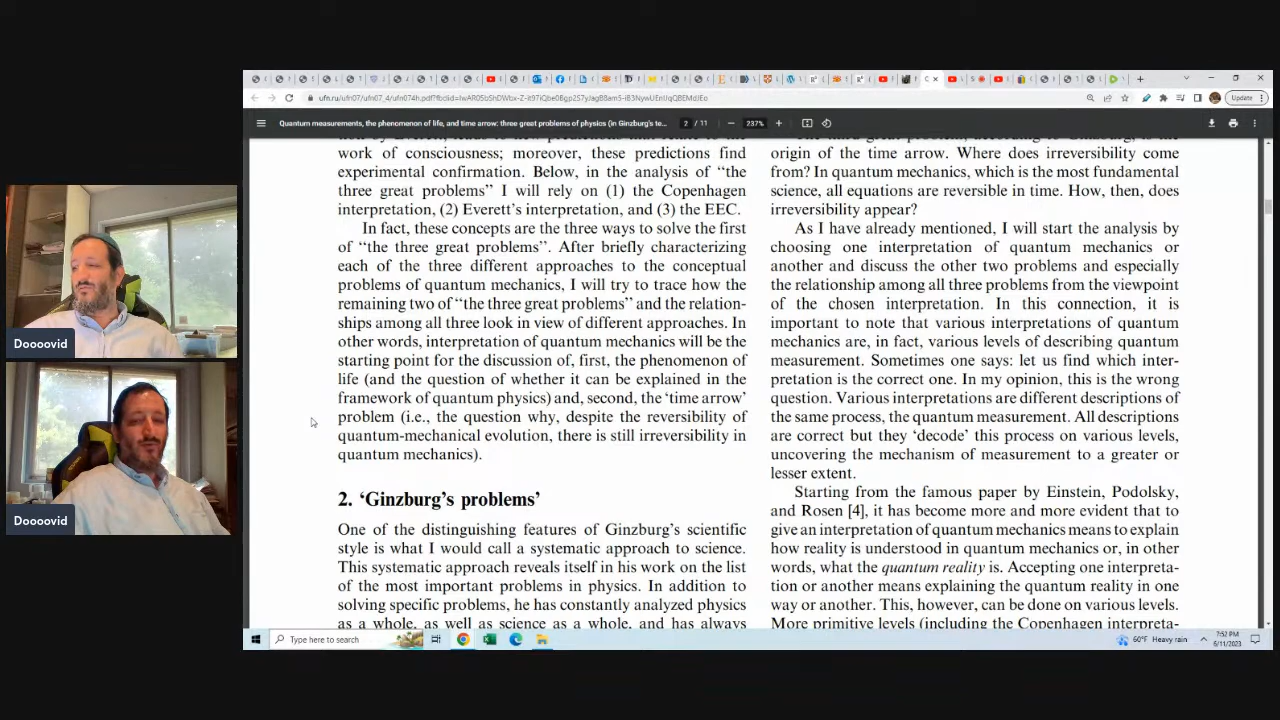 Doooovid
Doooovid
Update
ufn.ru/ufn07/ufn07_4/ufn074h.pdf?fbclid=
Quantum measurements, the phenomenon of life, and time arrow: three great problems of physics (in Ginzburg's te...
2 / 11
237%
work of consciousness; moreover, these predictions find
experimental confirmation. Below, in the analysis of "the
three great problems" I will rely on (1) the Copenhagen
interpretation, (2) Everett's interpretation, and (3) the EEC.
In fact, these concepts are the three ways to solve the first
of "the three great problems". After briefly characterizing
each of the three different approaches to the conceptual
problems of quantum mechanics, I will try to trace how the
remaining two of "the three great problems" and the relation-
ships among all three look in view of different approaches. In
other words, interpretation of quantum mechanics will be the
starting point for the discussion of, first, the phenomenon of
life (and the question of whether it can be explained in the
framework of quantum physics) and, second, the 'time arrow'
problem (i.e., the question why, despite the reversibility of
quantum-mechanical evolution, there is still irreversibility in
quantum mechanics).
2. 'Ginzburg's problems'
One of the distinguishing features of Ginzburg's scientific
style is what I would call a systematic approach to science.
This systematic approach reveals itself in his work on the list
of the most important problems in physics. In addition to
solving specific problems, he has constantly analyzed physics
as a whole, as well as science as a whole, and has always
origin of the time arrow. Where does irreversibility come
from? In quantum mechanics, which is the most fundamental
science, all equations are reversible in time. How, then, does
irreversibility appear?
As I have already mentioned, I will start the analysis by
choosing one interpretation of quantum mechanics or
another and discuss the other two problems and especially
the relationship among all three problems from the viewpoint
of the chosen interpretation. In this connection, it is
important to note that various interpretations of quantum
mechanics are, in fact, various levels of describing quantum
measurement. Sometimes one says: let us find which inter-
pretation is the correct one. In my opinion, this is the wrong
question. Various interpretations are different descriptions of
the same process, the quantum measurement. All descriptions
are correct but they 'decode' this process on various levels,
uncovering the mechanism of measurement to a greater or
lesser extent.
Starting from the famous paper by Einstein, Podolsky,
and Rosen [4], it has become more and more evident that to
give an interpretation of quantum mechanics means to explain
how reality is understood in quantum mechanics or, in other
words, what the quantum reality is. Accepting one interpreta-
tion or another means explaining the quantum reality in one
way or another. This, however, can be done on various levels.
More primitive levels (including the Copenhagen interpreta-
Type here to search
60°F Heavy rain
7:52 PM
6/11/2023